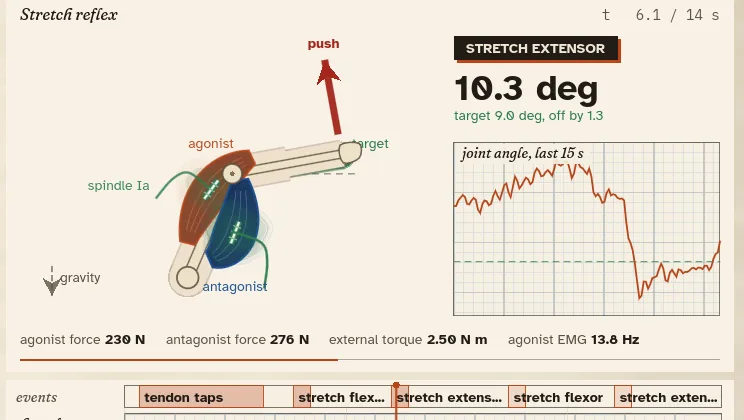 Stretch reflex
t 6.1 / 14 s
push
STRETCH EXTENSOR
10.3 deg
target 9.0 deg, off by 1.3
agonist
target
joint angle, last 15 s
spindle Ia
gravity
antagonist
agonist force 230 N antagonist force 276 N external torque 2.50 N m agonist EMG 13.8 Hz
events
tendon taps
stretch flex...
stretch extens...
stretch flexor
stretch exten...